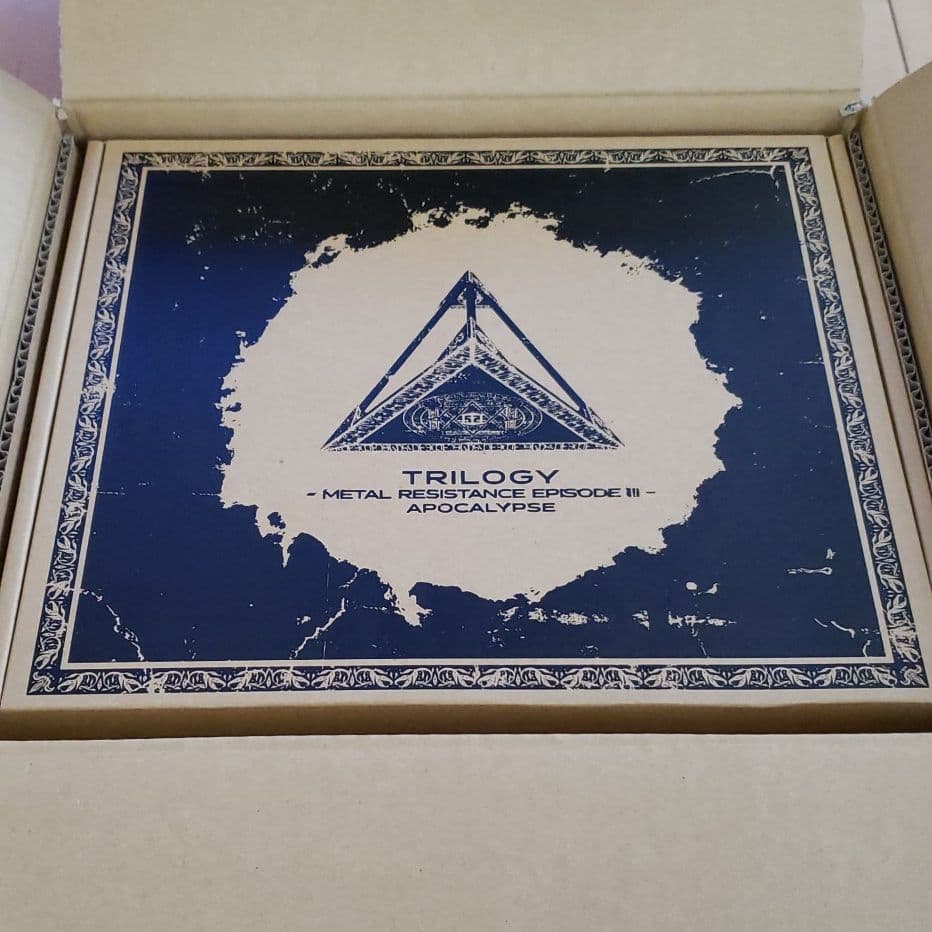 TRILOGY
- METAL RESISTANCE EPISODE III -
APOCALYPSE